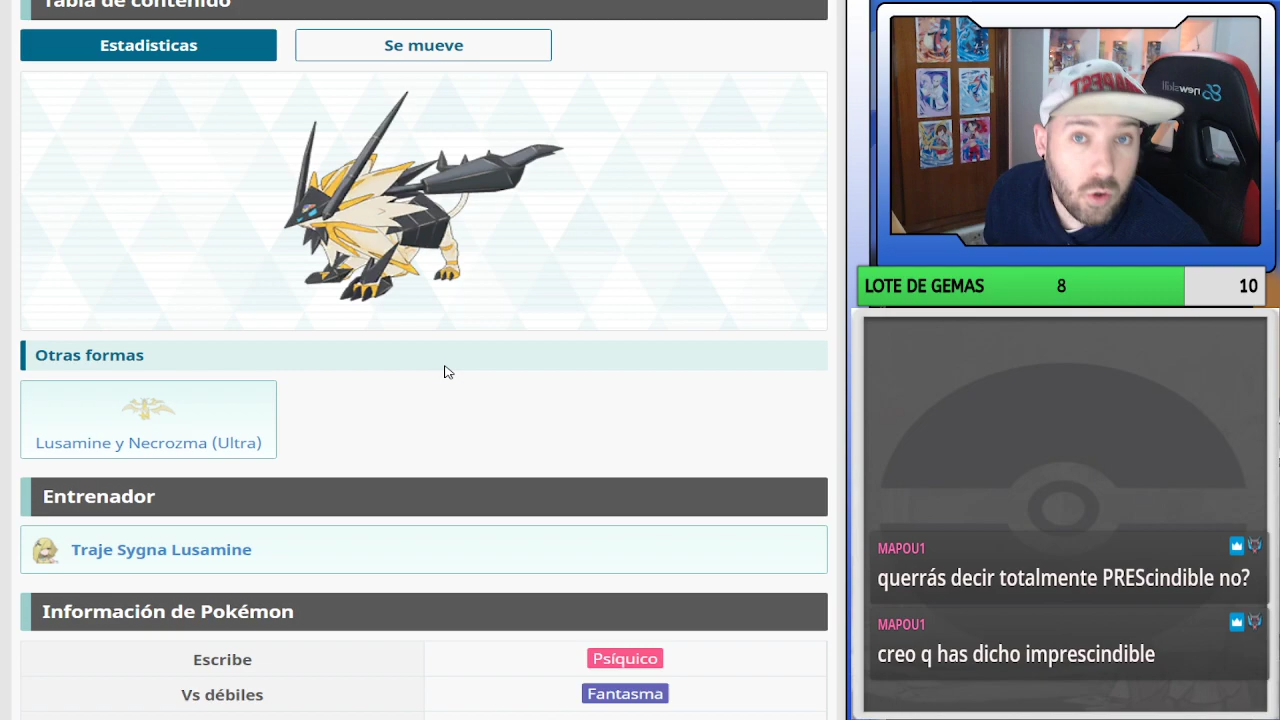 Tabla de contenido
Estadisticas
Se mueve
Otras formas
Lusamine y Necrozma (Ultra)
Entrenador
Traje Sygna Lusamine
Información de Pokémon
Escribe
Psíquico
Vs débiles
Fantasma
newskill
LOTE DE GEMAS 8 10
MAPOU1
querrás decir totalmente PREScindible no?
MAPOU1
creo q has dicho imprescindible